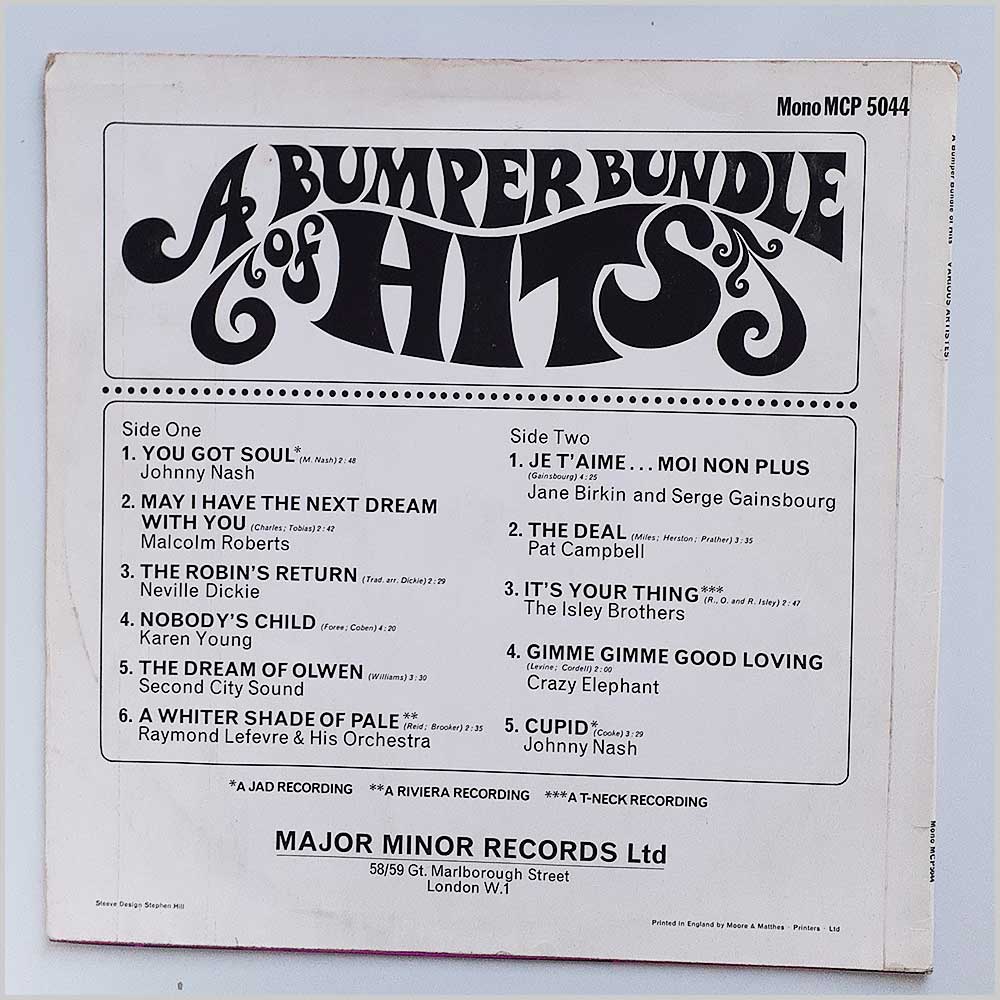 Mono MCP 5044
A BUMPER BUNDLE
OF HITS
Side One
1. YOU GOT SOUL* (M. Nash) 2:48
Johnny Nash
2. MAY I HAVE THE NEXT DREAM
WITH YOU (Charles; Tobias) 2:42
Malcolm Roberts
3. THE ROBIN'S RETURN (Trad. arr. Dickie) 2:29
Neville Dickie
4. NOBODY'S CHILD (Foree; Coben) 4:20
Karen Young
5. THE DREAM OF OLWEN (Williams) 3:30
Second City Sound
6. A WHITER SHADE OF PALE** (Reid; Brooker) 2:35
Raymond Lefevre & His Orchestra
Side Two
1. JE T'AIME... MOI NON PLUS
(Gainsbourg) 4:25
Jane Birkin and Serge Gainsbourg
2. THE DEAL (Miles; Herston; Prather) 3:35
Pat Campbell
3. IT'S YOUR THING*** (R., O. and R. Isley) 2:47
The Isley Brothers
4. GIMME GIMME GOOD LOVING
(Levine; Cordell) 2:00
Crazy Elephant
5. CUPID* (Cooke) 3:29
Johnny Nash
*A JAD RECORDING **A RIVIERA RECORDING ***A T-NECK RECORDING
MAJOR MINOR RECORDS Ltd
58/59 Gt. Marlborough Street
London W.1
Sleeve Design Stephen Hill
Printed in England by Moore & Matthes · Printers · Ltd
A Bumper Bundle of Hits VARIOUS ARTISTES
Mono MCP5044